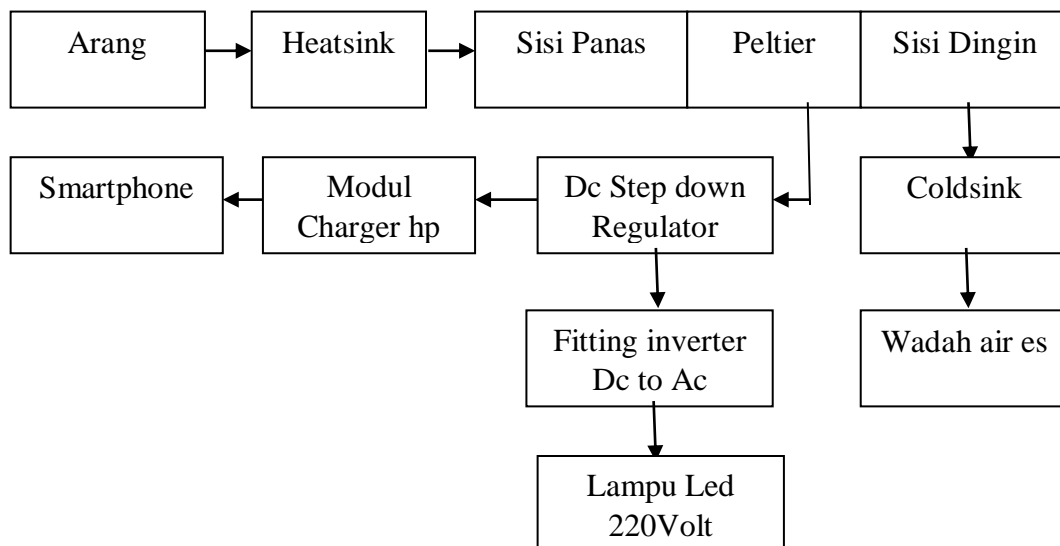 Arang
Heatsink
Sisi Panas
Peltier
Sisi Dingin
Smartphone
Modul
Charger hp
Dc Step down
Regulator
Coldsink
Fitting inverter
Dc to Ac
Wadah air es
Lampu Led
220Volt